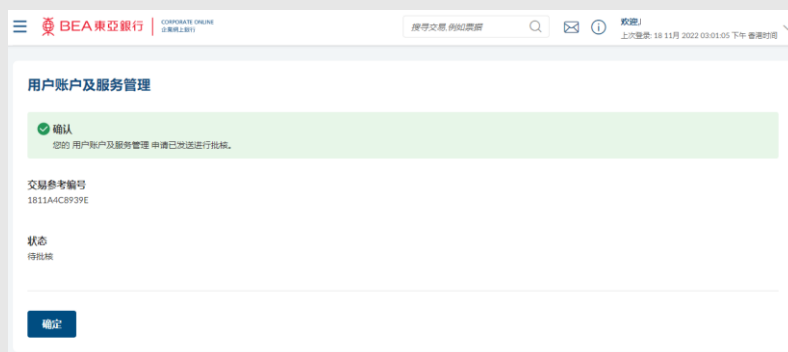 BEA東亞銀行
CORPORATE ONLINE
企業網上銀行
搜寻交易,例如票据
欢迎,J
上次登录: 18 11月 2022 03:01:05 下午 香港时间
用户账户及服务管理
确认
您的 用户账户及服务管理 申请已发送进行批核。
交易参考编号
1811A4C8939E
状态
待批核
确定